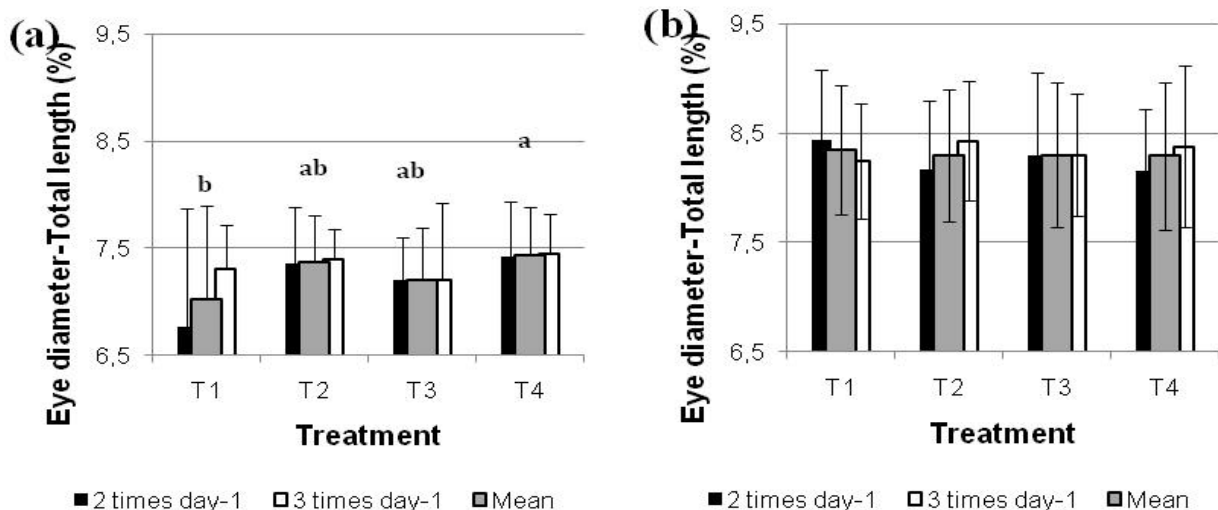 (a)
Eye diameter-Total length (%)
9,5
8,5
7,5
6,5
b
ab
ab
a
T1 T2 T3 T4
Treatment
2 times day-1 3 times day-1 Mean
(b)
Eye diameter-Total length (%)
9,5
8,5
7,5
6,5
T1 T2 T3 T4
Treatment
2 times day-1 3 times day-1 Mean